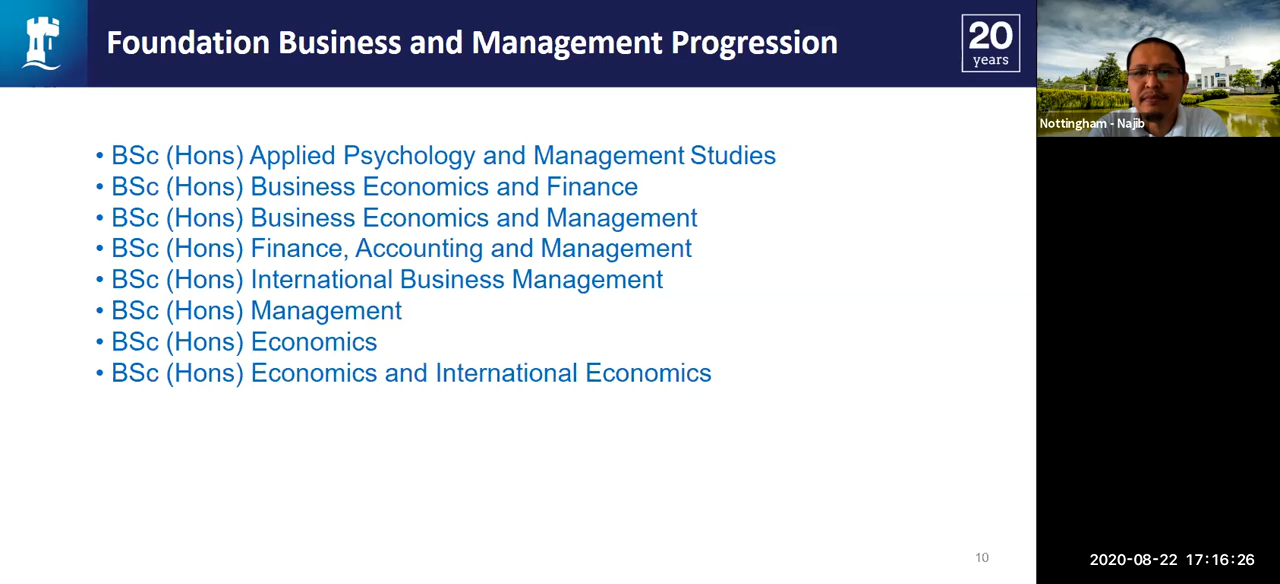 Foundation Business and Management Progression
20
years
Nottingham - Najib
• BSc (Hons) Applied Psychology and Management Studies
• BSc (Hons) Business Economics and Finance
• BSc (Hons) Business Economics and Management
• BSc (Hons) Finance, Accounting and Management
• BSc (Hons) International Business Management
• BSc (Hons) Management
• BSc (Hons) Economics
• BSc (Hons) Economics and International Economics
10
2020-08-22 17:16:26